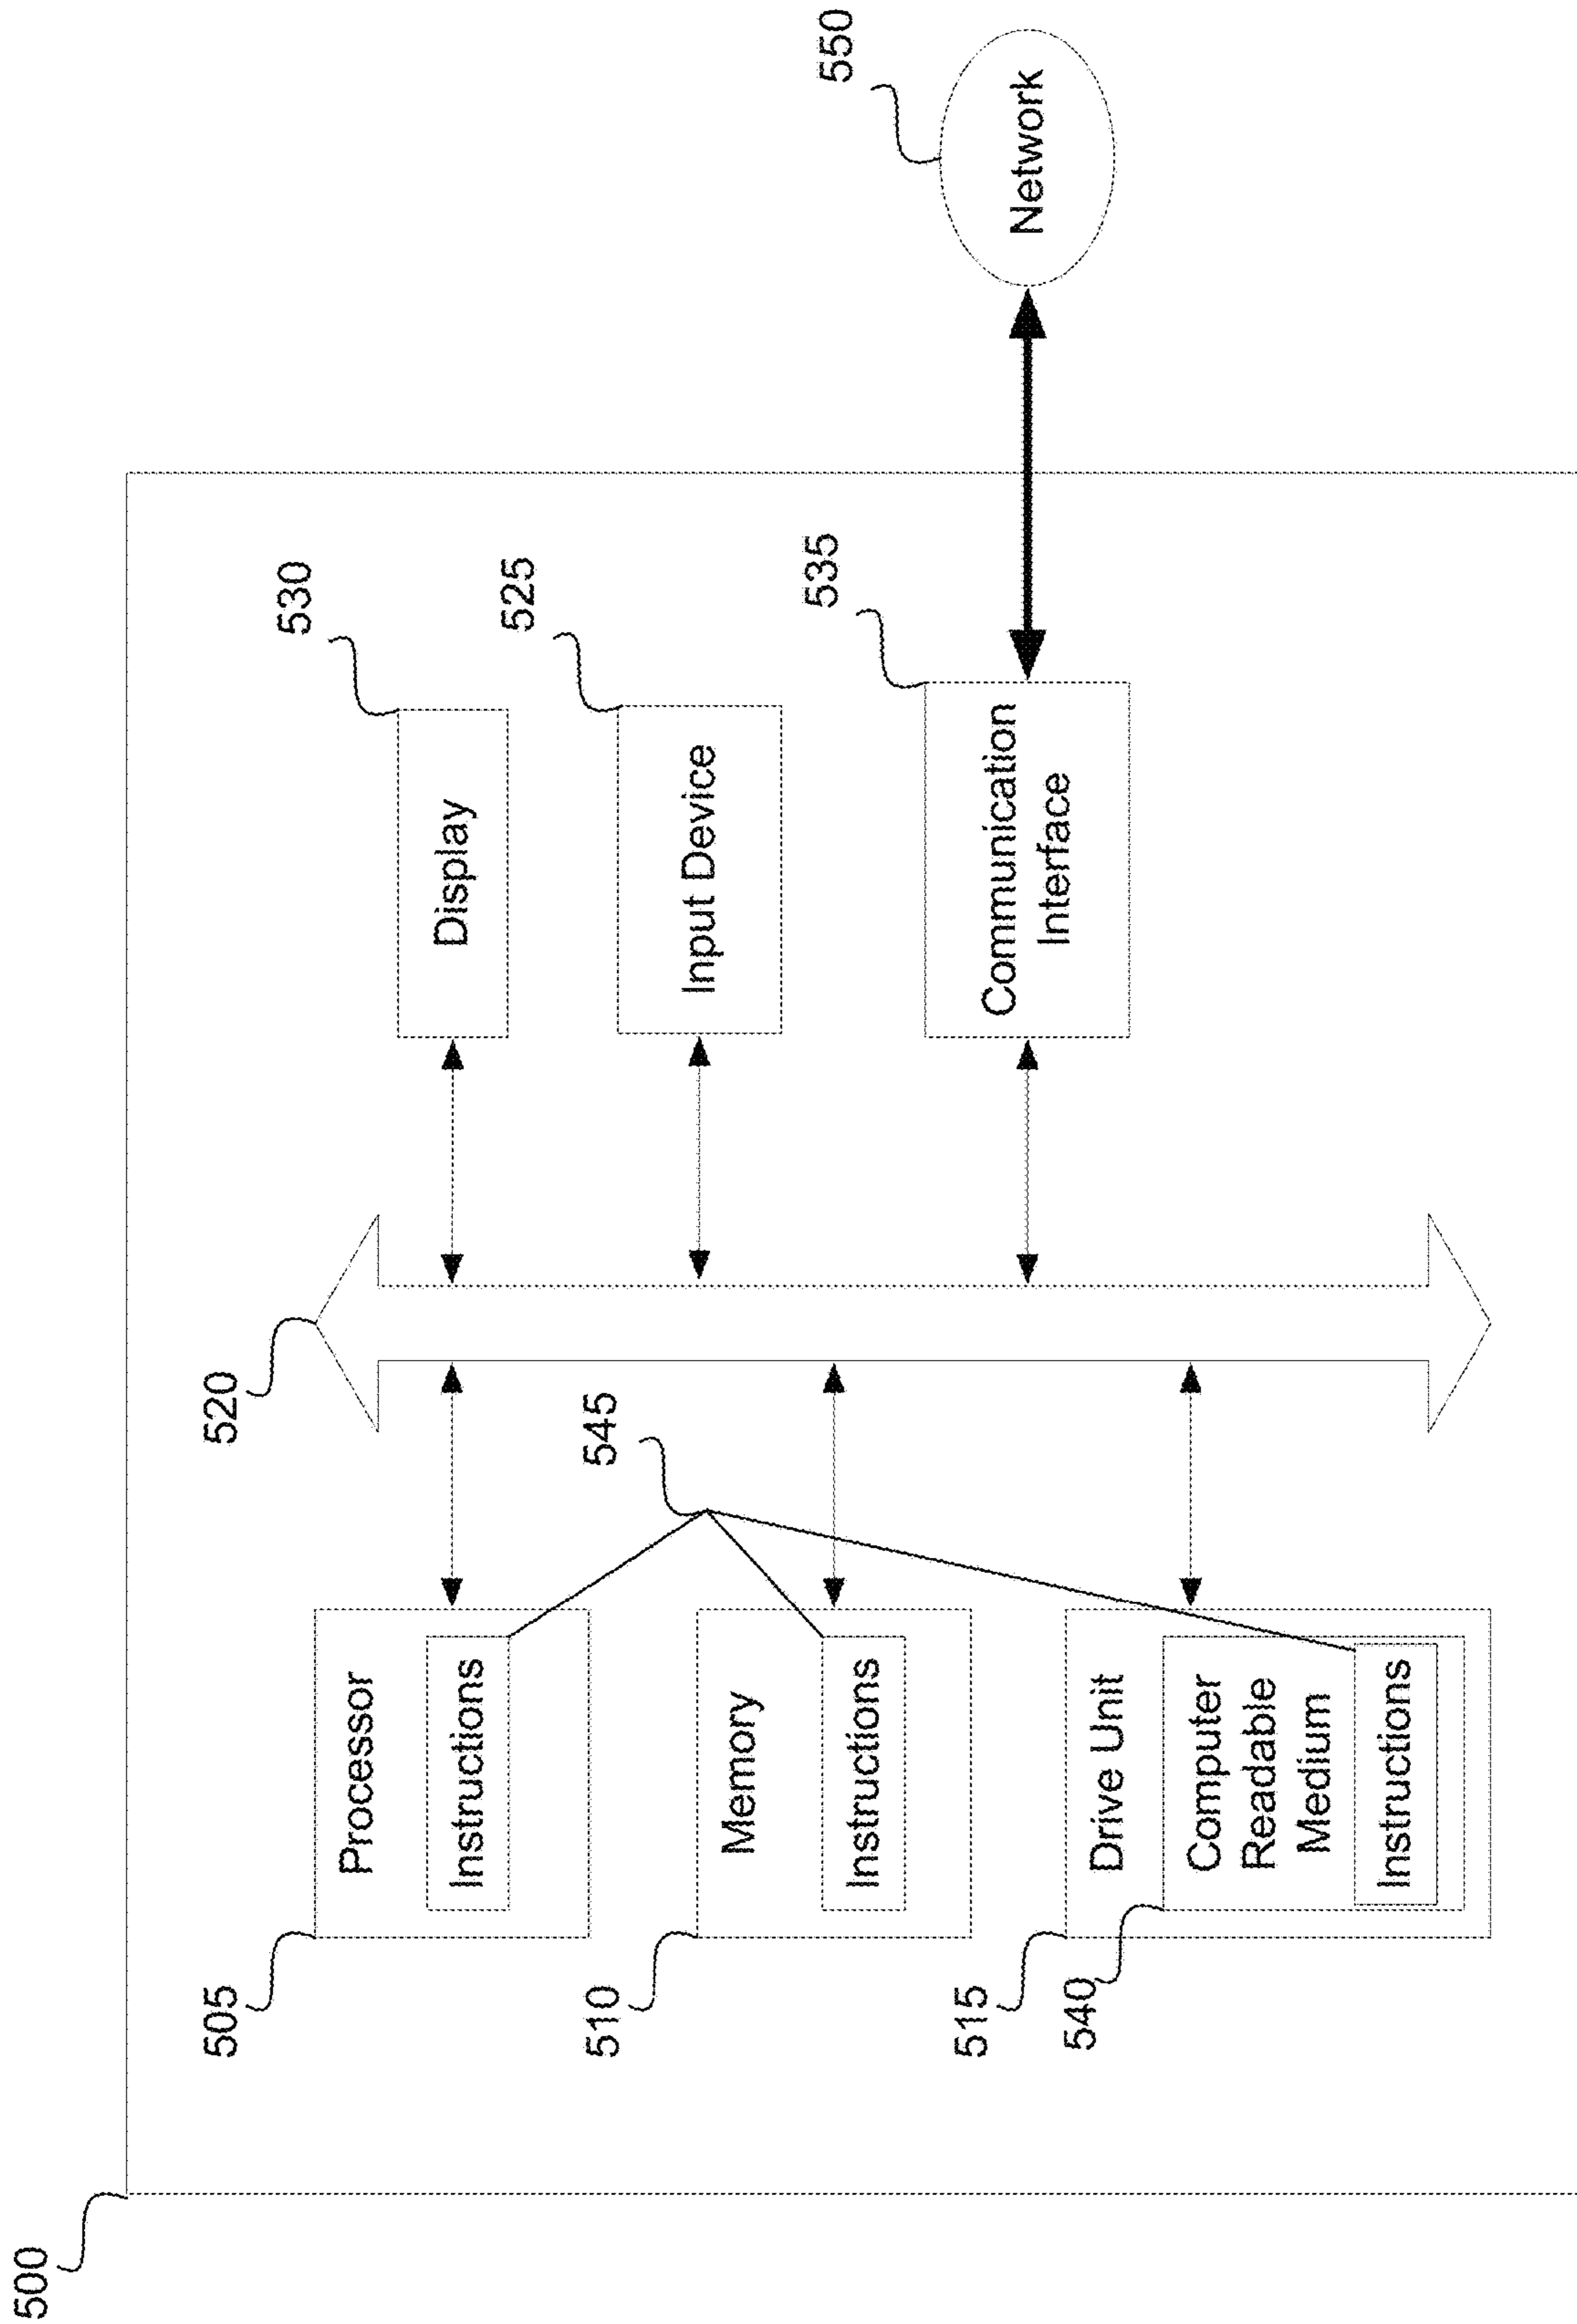 500
505
Processor
Instructions
510
Memory
Instructions
515
Drive Unit
540
Computer
Readable
Medium
Instructions
545
520
530
Display
525
Input Device
535
Communication
Interface
550
Network